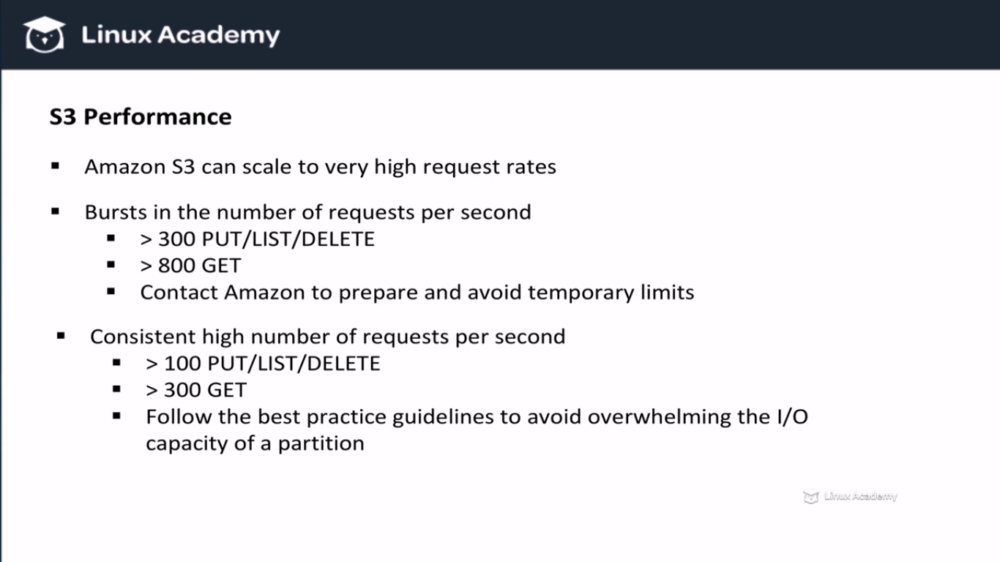 Linux Academy
S3 Performance
▪ Amazon S3 can scale to very high request rates
▪ Bursts in the number of requests per second
▪ > 300 PUT/LIST/DELETE
▪ > 800 GET
▪ Contact Amazon to prepare and avoid temporary limits
▪ Consistent high number of requests per second
▪ > 100 PUT/LIST/DELETE
▪ > 300 GET
▪ Follow the best practice guidelines to avoid overwhelming the I/O
capacity of a partition
Linux Academy